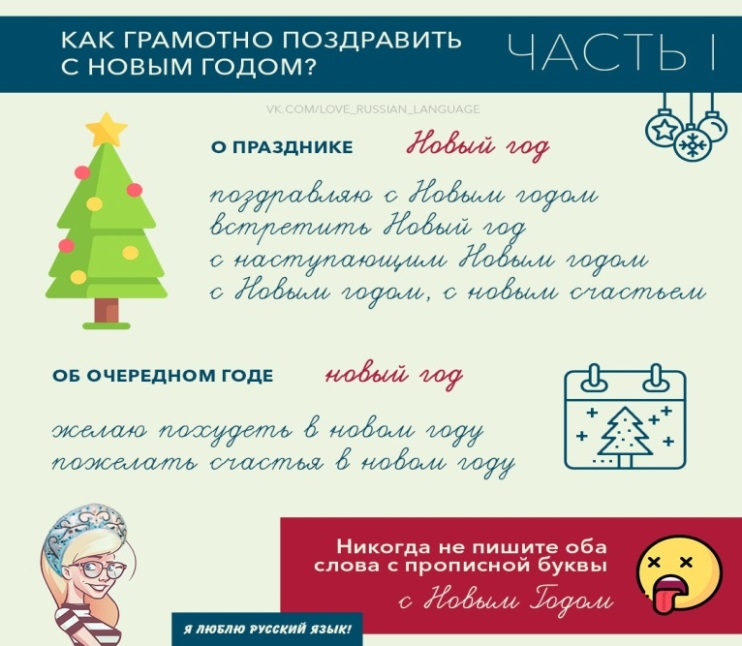 КАК ГРАМОТНО ПОЗДРАВИТЬ
С НОВЫМ ГОДОМ?
ЧАСТЬ I
VK.COM/LOVE_RUSSIAN_LANGUAGE
О ПРАЗДНИКЕ Новый год
поздравляю с Новым годом
встретить Новый год
с наступающим Новым годом
с Новым годом, с новым счастьем
ОБ ОЧЕРЕДНОМ ГОДЕ новый год
желаю похудеть в новом году
пожелать счастья в новом году
Никогда не пишите оба
слова с прописной буквы
с Новым Годом
Я ЛЮБЛЮ РУССКИЙ ЯЗЫК!